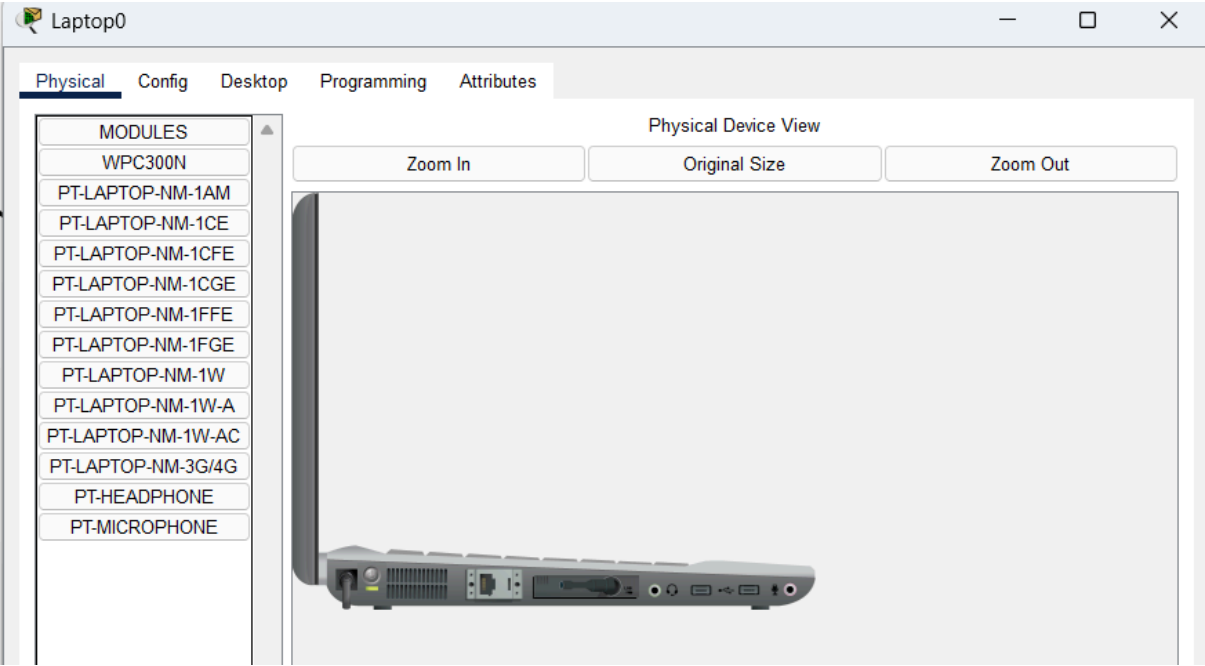 Laptop0
Physical Config Desktop Programming Attributes
MODULES
WPC300N
PT-LAPTOP-NM-1AM
PT-LAPTOP-NM-1CE
PT-LAPTOP-NM-1CFE
PT-LAPTOP-NM-1CGE
PT-LAPTOP-NM-1FFE
PT-LAPTOP-NM-1FGE
PT-LAPTOP-NM-1W
PT-LAPTOP-NM-1W-A
PT-LAPTOP-NM-1W-AC
PT-LAPTOP-NM-3G/4G
PT-HEADPHONE
PT-MICROPHONE
Physical Device View
Zoom In Original Size Zoom Out